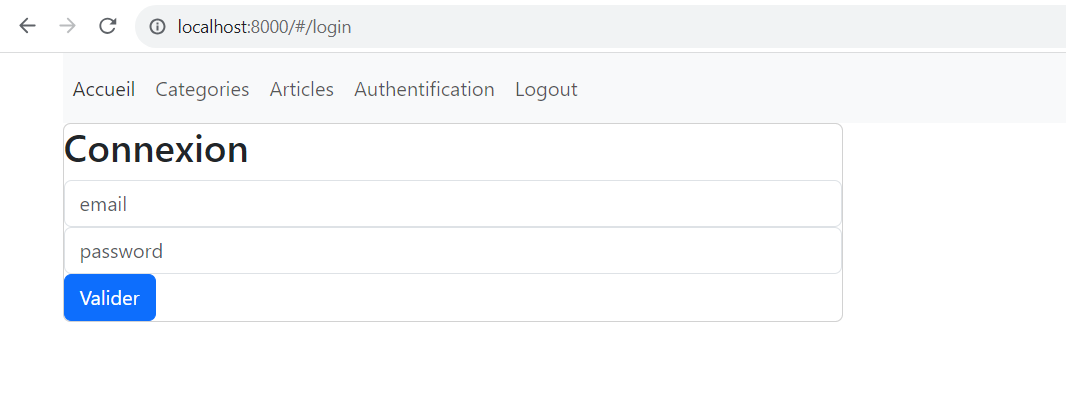 localhost:8000/#/login
Accueil Categories Articles Authentification Logout
Connexion
email
password
Valider